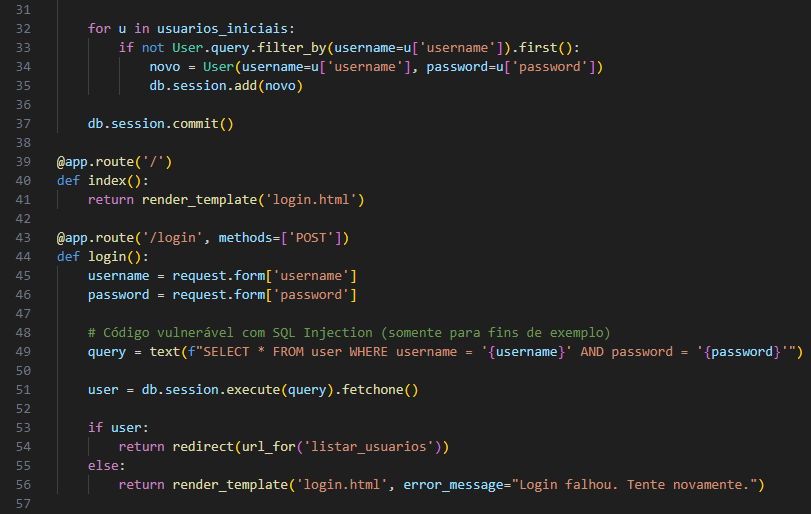 31
32 for u in usuarios_iniciais:
33 if not User.query.filter_by(username=u['username']).first():
34 novo = User(username=u['username'], password=u['password'])
35 db.session.add(novo)
36
37 db.session.commit()
38
39 @app.route('/')
40 def index():
41 return render_template('login.html')
42
43 @app.route('/login', methods=['POST'])
44 def login():
45 username = request.form['username']
46 password = request.form['password']
47
48 # Código vulnerável com SQL Injection (somente para fins de exemplo)
49 query = text(f"SELECT * FROM user WHERE username = '{username}' AND password = '{password}'")
50
51 user = db.session.execute(query).fetchone()
52
53 if user:
54 return redirect(url_for('listar_usuarios'))
55 else:
56 return render_template('login.html', error_message="Login falhou. Tente novamente.")
57